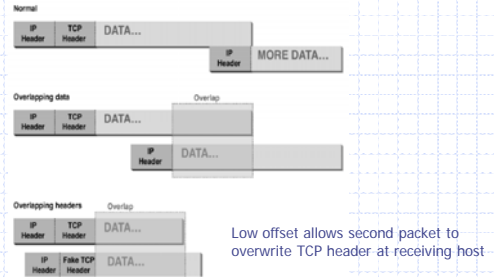 Normal
IP Header TCP Header DATA...
IP Header MORE DATA...
Overlapping data Overlap
IP Header TCP Header DATA...
IP Header DATA...
Overlapping headers Overlap
IP Header TCP Header DATA...
IP Header Fake TCP Header DATA...
Low offset allows second packet to
overwrite TCP header at receiving host